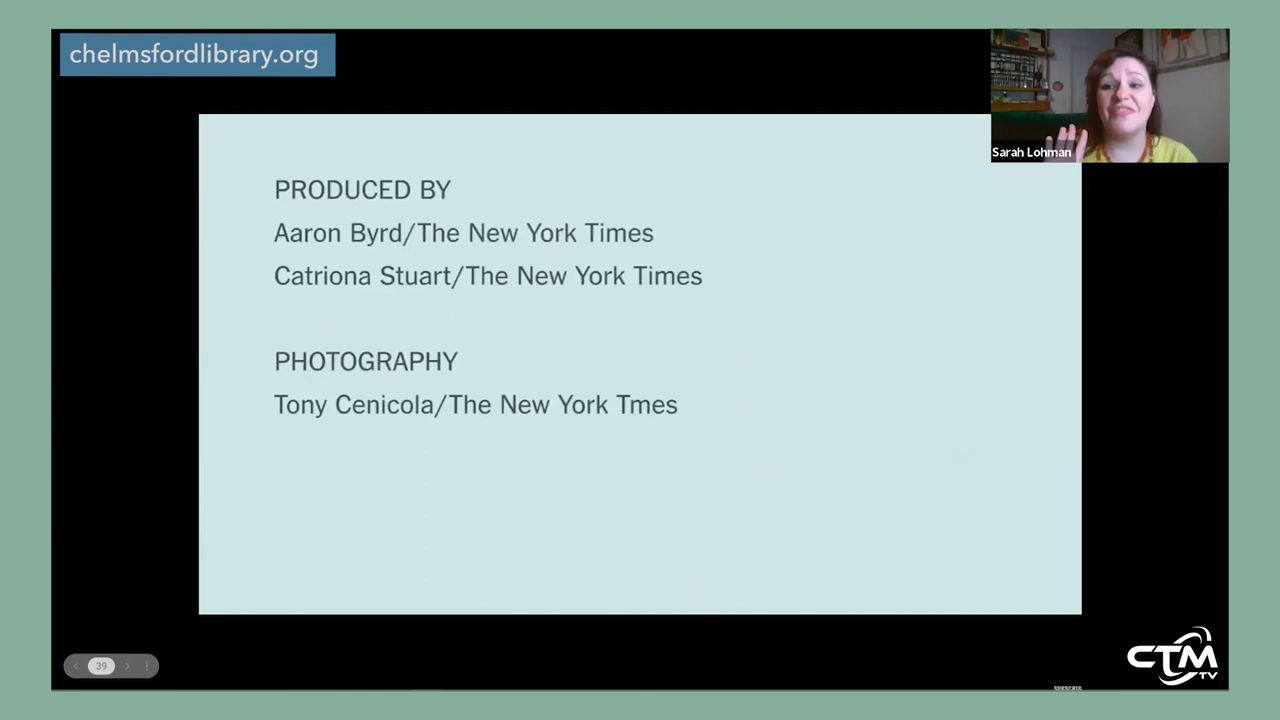 chelmsfordlibrary.org
Sarah Lohman
PRODUCED BY
Aaron Byrd/The New York Times
Catriona Stuart/The New York Times
PHOTOGRAPHY
Tony Cenicola/The New York Tmes
39
CTM
TV
SUBSCRIB